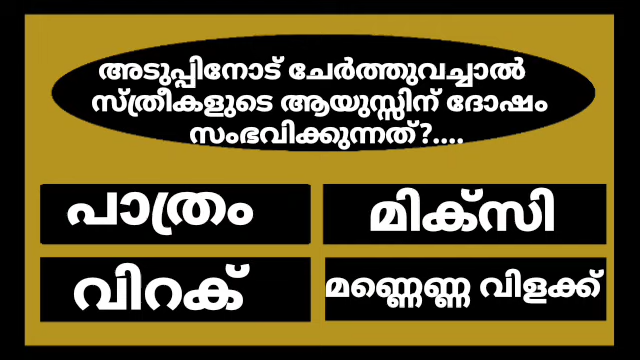 അടുപ്പിനോട് ചേർത്തുവച്ചാൽ
സ്ത്രീകളുടെ ആയുസ്സിന് ദോഷം
സംഭവിക്കുന്നത്?....
പാത്രം
മിക്സി
വിറക്
മണ്ണെണ്ണ വിളക്ക്